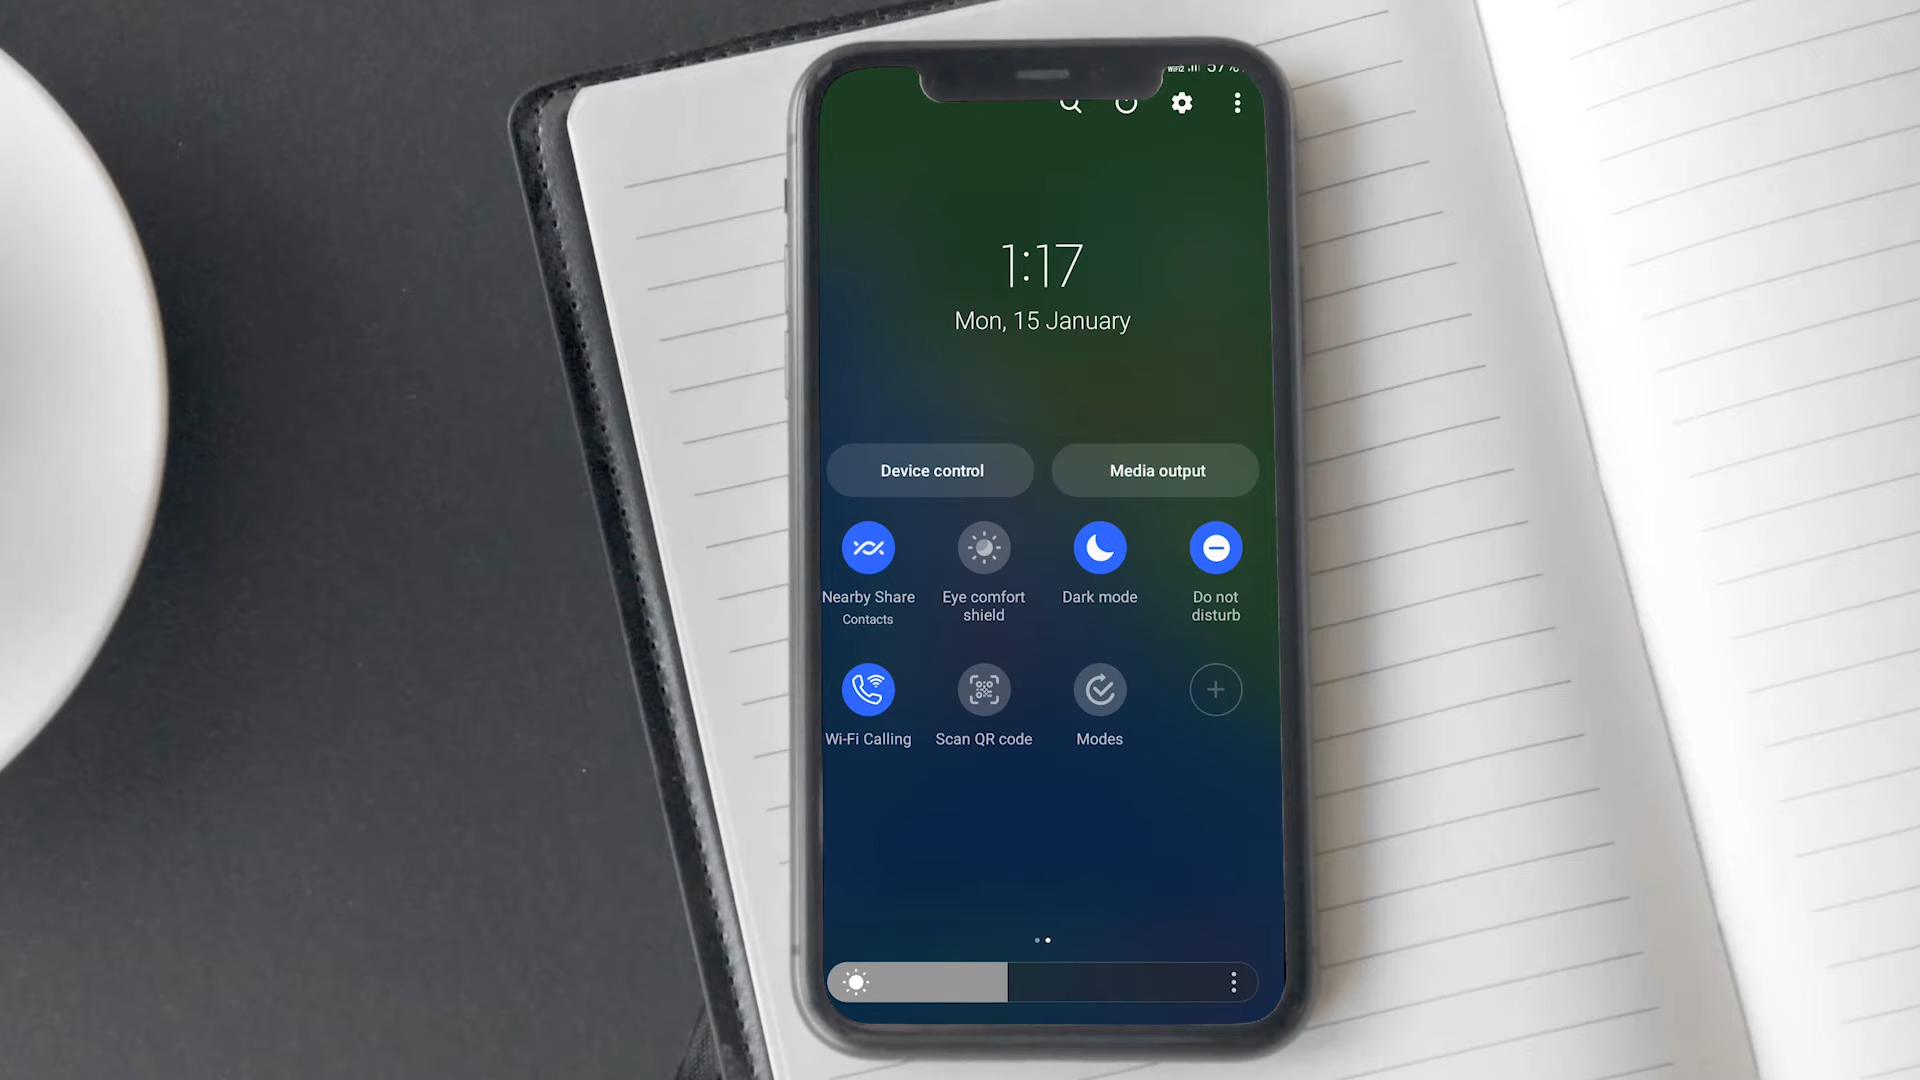 1:17
Mon, 15 January
Device control
Media output
Nearby Share
Contacts
Eye comfort
shield
Dark mode
Do not
disturb
Wi-Fi Calling
Scan QR code
Modes